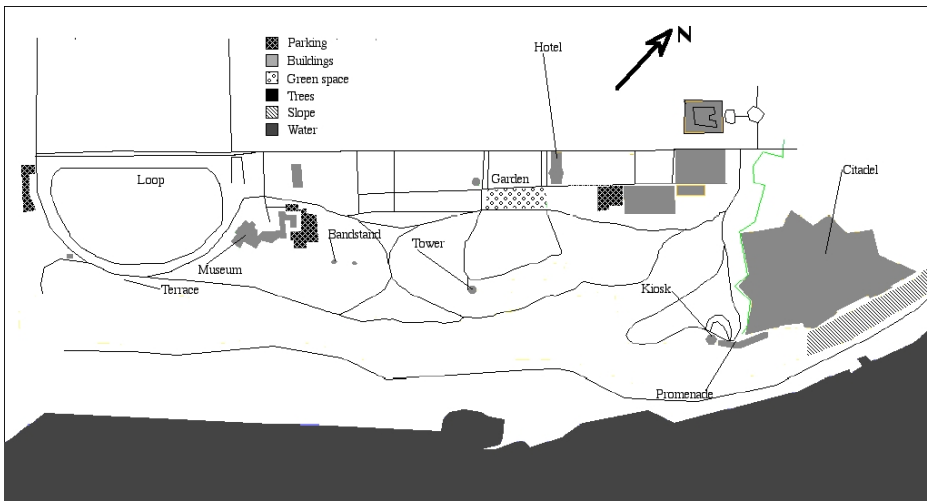 N
Parking
Buildings
Green space
Trees
Slope
Water
Hotel
Loop
Garden
Citadel
Bandstand
Tower
Museum
Terrace
Kiosk
Promenade